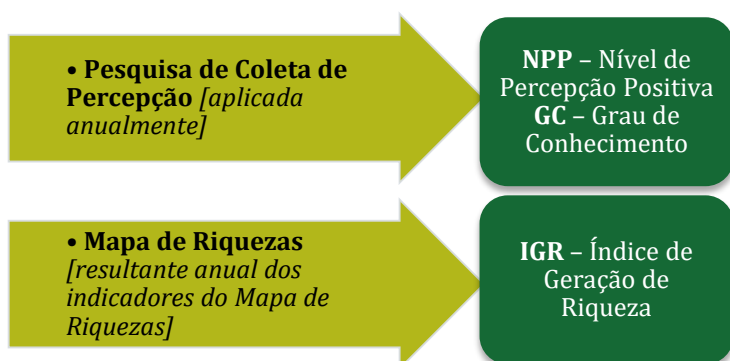 • Pesquisa de Coleta de
Percepção [aplicada
anualmente]
NPP – Nível de
Percepção Positiva
GC – Grau de
Conhecimento
• Mapa de Riquezas
[resultante anual dos
indicadores do Mapa de
Riquezas]
IGR – Índice de
Geração de
Riqueza